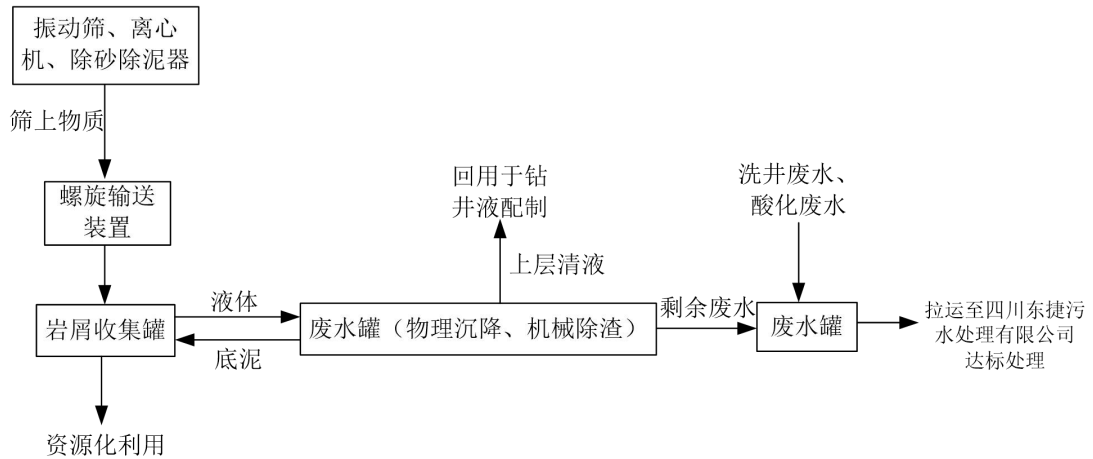 振动筛、离心
机、除砂除泥器
筛上物质
螺旋输送
装置
岩屑收集罐
资源化利用
液体
底泥
废水罐（物理沉降、机械除渣）
上层清液
回用于钻
井液配制
剩余废水
洗井废水、
酸化废水
废水罐
拉运至四川东捷污
水处理有限公司
达标处理